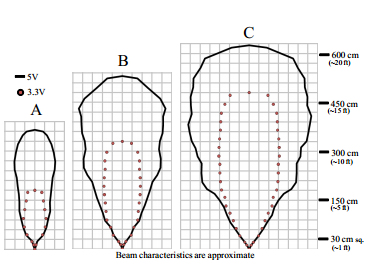 C
600 cm
(~20 ft)
B
5V
3.3V
A
450 cm
(~15 ft)
300 cm
(~10 ft)
150 cm
(~5 ft)
30 cm sq.
(~1 ft)
Beam characteristics are approximate